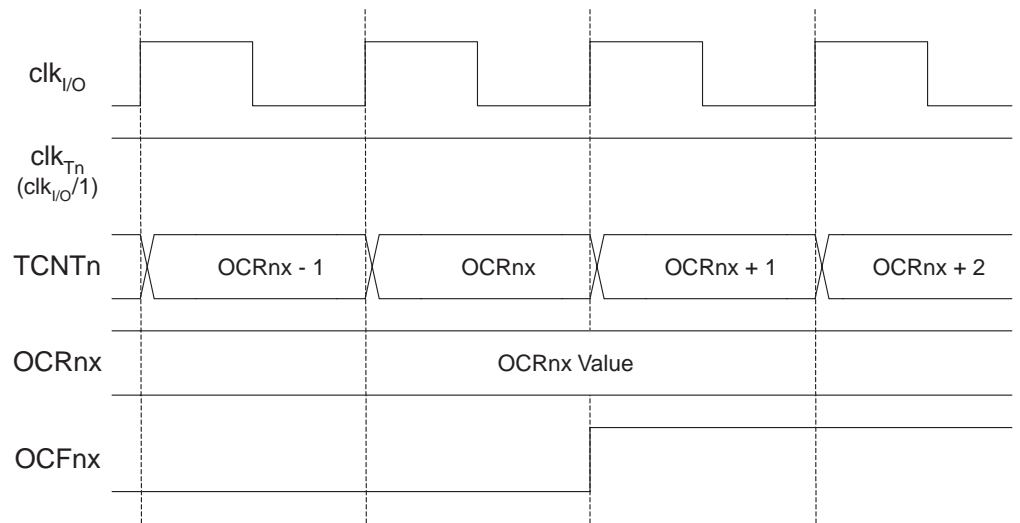 clkI/O
clkTn
(clkI/O/1)
TCNTn
OCRnx - 1
OCRnx
OCRnx + 1
OCRnx + 2
OCRnx
OCRnx Value
OCFnx